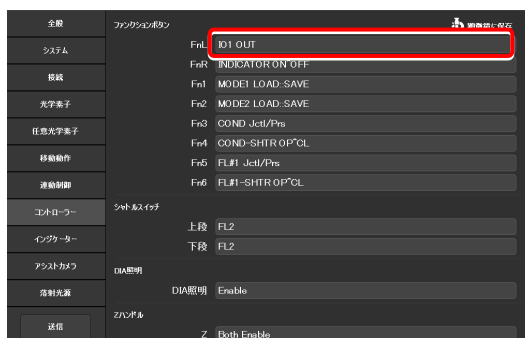 全般
システム
接続
光学素子
任意光学素子
移動動作
連動制御
コントローラー
インジケーター
アシストカメラ
落射光源
送信
ファンクションボタン
FnL IO1 OUT
FnR INDICATOR ON^OFF
Fn1 MODE1 LOAD::SAVE
Fn2 MODE2 LOAD::SAVE
Fn3 COND Jctl/Prs
Fn4 COND-SHTR OP^CL
Fn5 FL#1 Jctl/Prs
Fn6 FL#1-SHTR OP^CL
シャトルスイッチ
上段 FL2
下段 FL2
DIA照明
DIA照明 Enable
Zハンドル
Z Both Enable